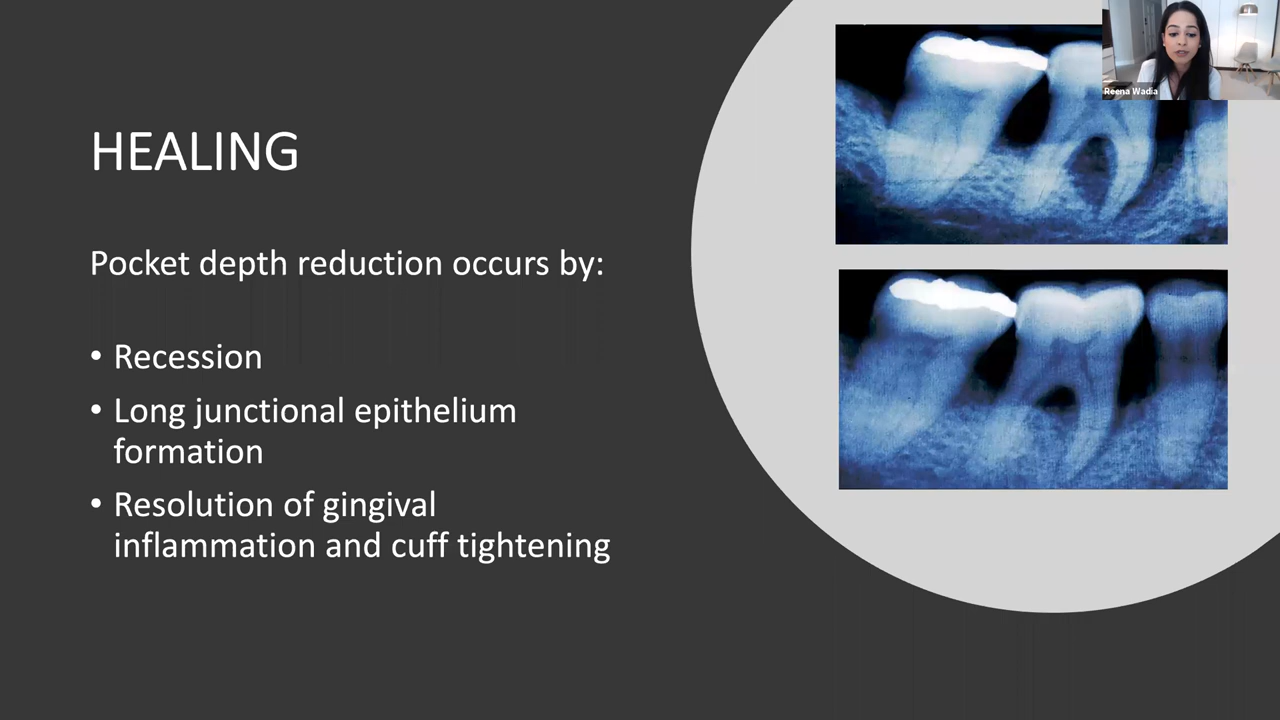 HEALING
Pocket depth reduction occurs by:
• Recession
• Long junctional epithelium
formation
• Resolution of gingival
inflammation and cuff tightening
Reena Wadia